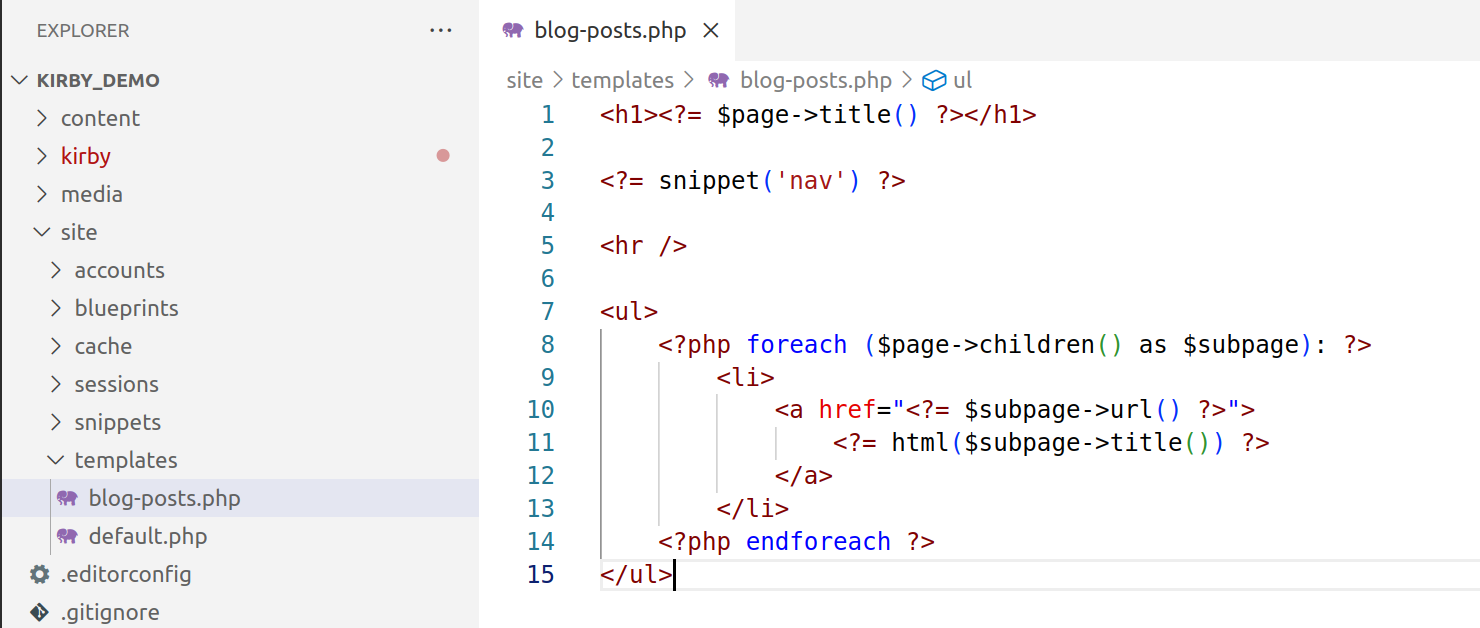 EXPLORER
KIRBY_DEMO
content
kirby
media
site
accounts
blueprints
cache
sessions
snippets
templates
blog-posts.php
default.php
.editorconfig
.gitignore
blog-posts.php
site > templates > blog-posts.php > ul
1 <h1><?= $page->title() ?></h1>
2
3 <?= snippet('nav') ?>
4
5 <hr />
6
7 <ul>
8     <?php foreach ($page->children() as $subpage): ?>
9         <li>
10             <a href="<?= $subpage->url() ?>">
11                 <?= html($subpage->title()) ?>
12             </a>
13         </li>
14     <?php endforeach ?>
15 </ul>